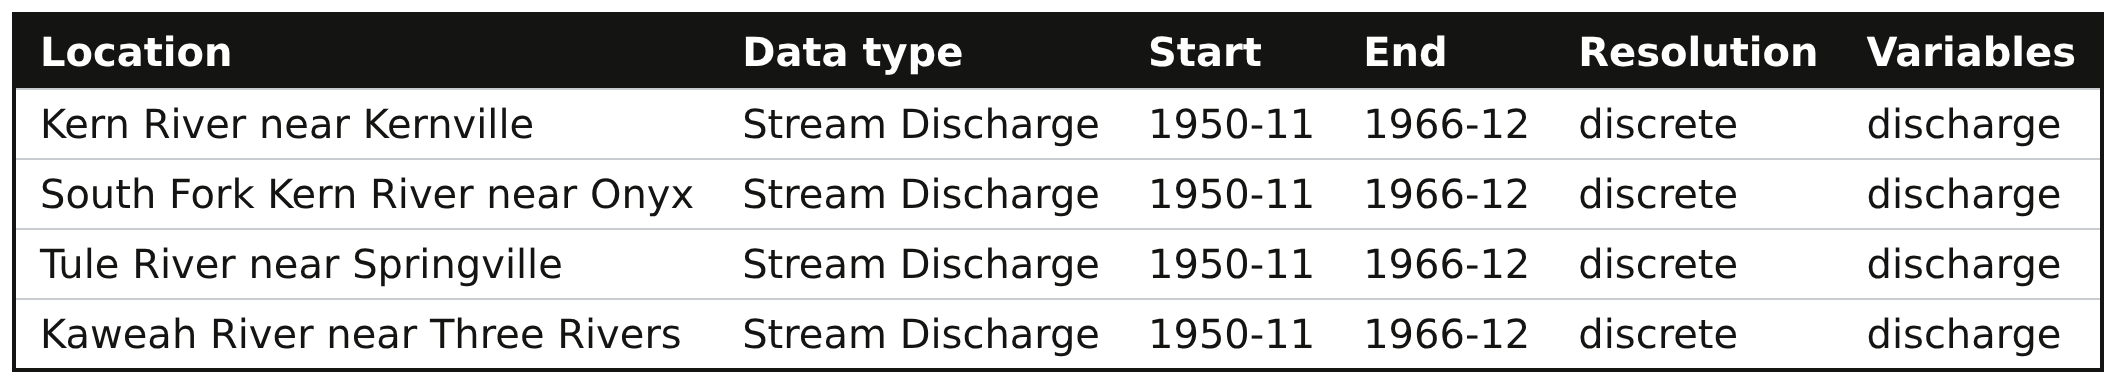 Location Data type Start End Resolution Variables
Kern River near Kernville Stream Discharge 1950-11 1966-12 discrete discharge
South Fork Kern River near Onyx Stream Discharge 1950-11 1966-12 discrete discharge
Tule River near Springville Stream Discharge 1950-11 1966-12 discrete discharge
Kaweah River near Three Rivers Stream Discharge 1950-11 1966-12 discrete discharge